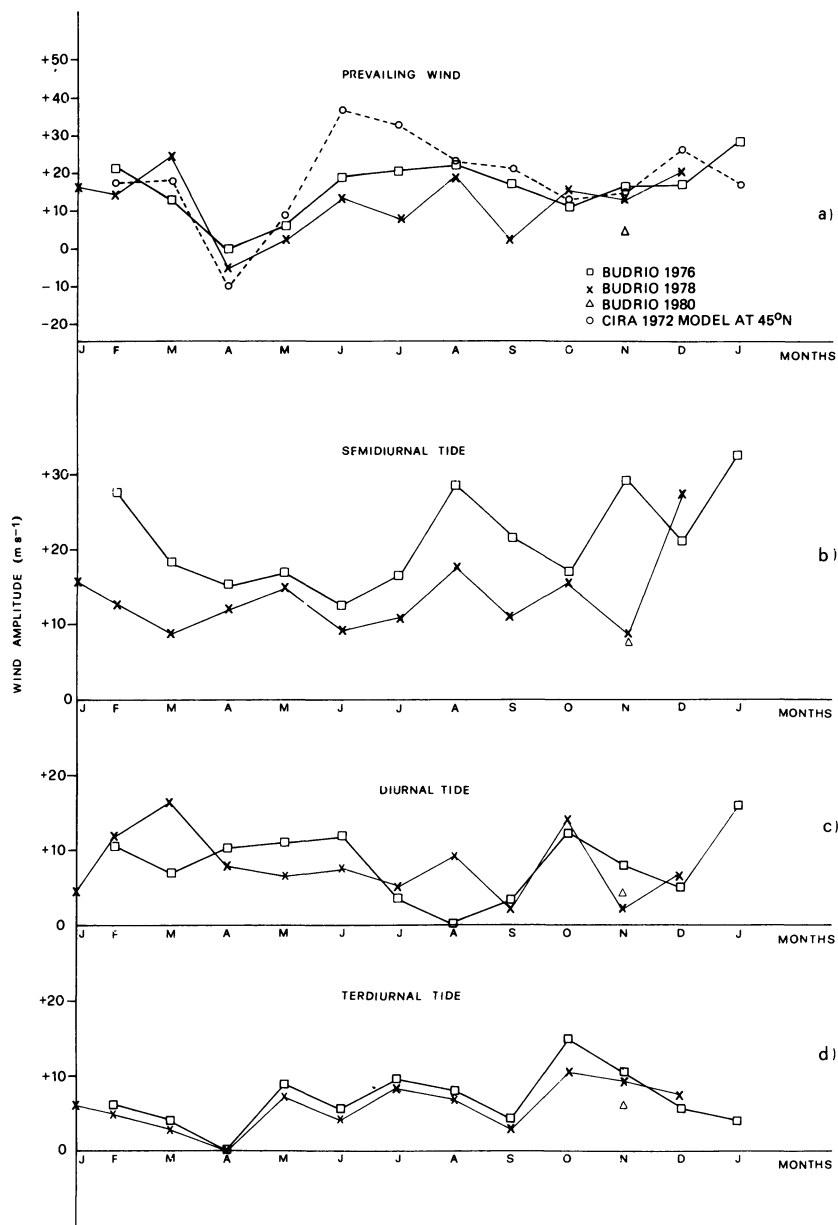 +50
PREVAILING WIND
+40
+30
+20
+10
0
−10
−20
a)
□ BUDRIO 1976
x BUDRIO 1978
△ BUDRIO 1980
○ CIRA 1972 MODEL AT 45°N
J F M A M J J A S O N D J MONTHS
SEMIDIURNAL TIDE
+30
+20
+10
0
b)
WIND AMPLITUDE (m s−1)
J F M A M J J A S O N D J MONTHS
DIURNAL TIDE
+20
+10
0
c)
J F M A M J J A S O N D J MONTHS
TERDIURNAL TIDE
+20
+10
0
d)
J F M A M J J A S O N D J MONTHS